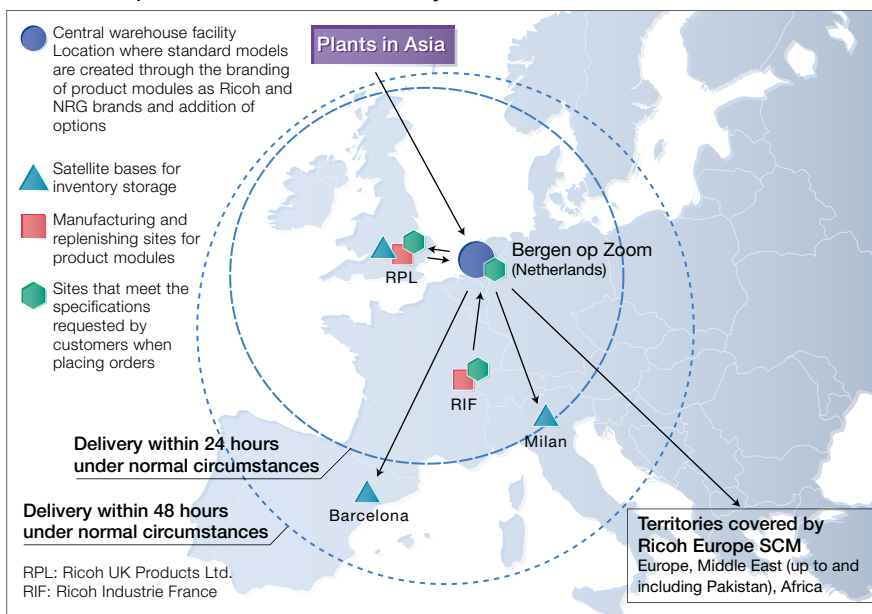 Central warehouse facility
Location where standard models
are created through the branding
of product modules as Ricoh and
NRG brands and addition of
options
Satellite bases for
inventory storage
Manufacturing and
replenishing sites for
product modules
Sites that meet the
specifications
requested by
customers when
placing orders
Plants in Asia
Bergen op Zoom
(Netherlands)
RPL
RIF
Milan
Barcelona
Delivery within 24 hours
under normal circumstances
Delivery within 48 hours
under normal circumstances
RPL: Ricoh UK Products Ltd.
RIF: Ricoh Industrie France
Territories covered by
Ricoh Europe SCM
Europe, Middle East (up to and
including Pakistan), Africa